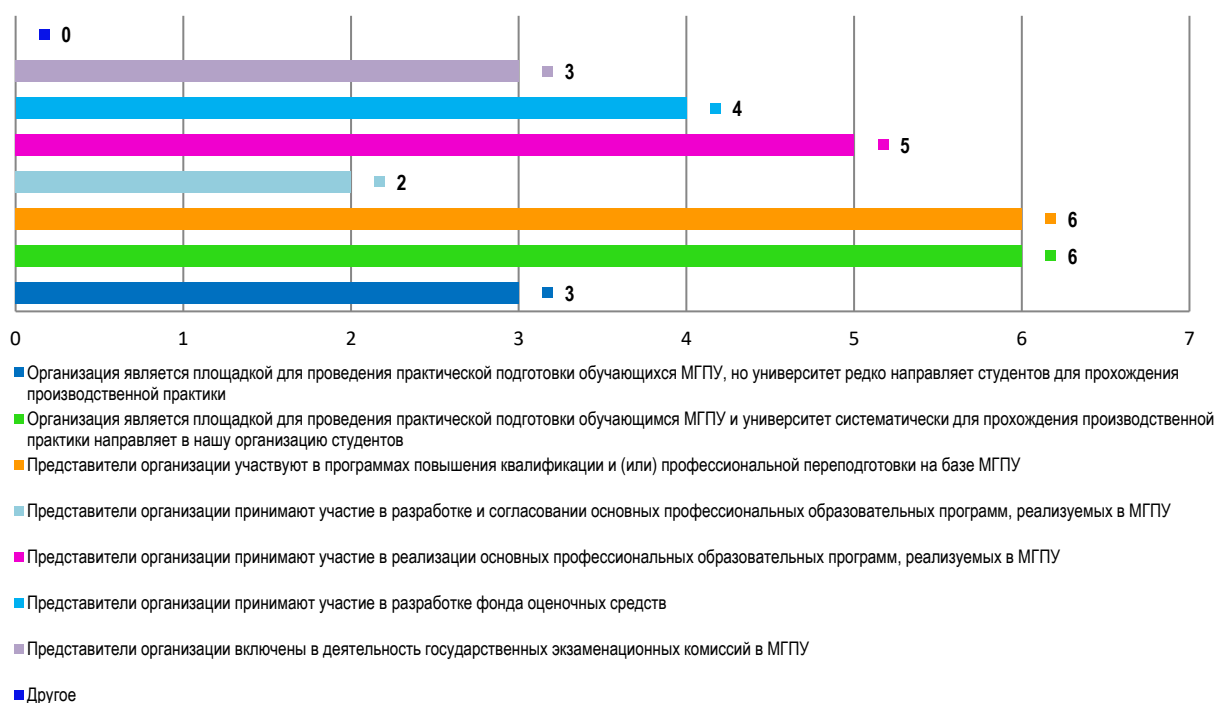 0
3
4
5
2
6
6
3
0 1 2 3 4 5 6 7
Организация является площадкой для проведения практической подготовки обучающихся МГПУ, но университет редко направляет студентов для прохождения
производственной практики
Организация является площадкой для проведения практической подготовки обучающимся МГПУ и университет систематически для прохождения производственной
практики направляет в нашу организацию студентов
Представители организации участвуют в программах повышения квалификации и (или) профессиональной переподготовки на базе МГПУ
Представители организации принимают участие в разработке и согласовании основных профессиональных образовательных программ, реализуемых в МГПУ
Представители организации принимают участие в реализации основных профессиональных образовательных программ, реализуемых в МГПУ
Представители организации принимают участие в разработке фонда оценочных средств
Представители организации включены в деятельность государственных экзаменационных комиссий в МГПУ
Другое